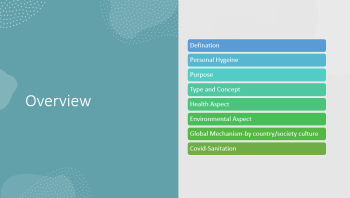 Overview
Defination
Personal Hygeine
Purpose
Type and Concept
Health Aspect
Environmental Aspect
Global Mechanism-by country/society culture
Covid-Sanitation